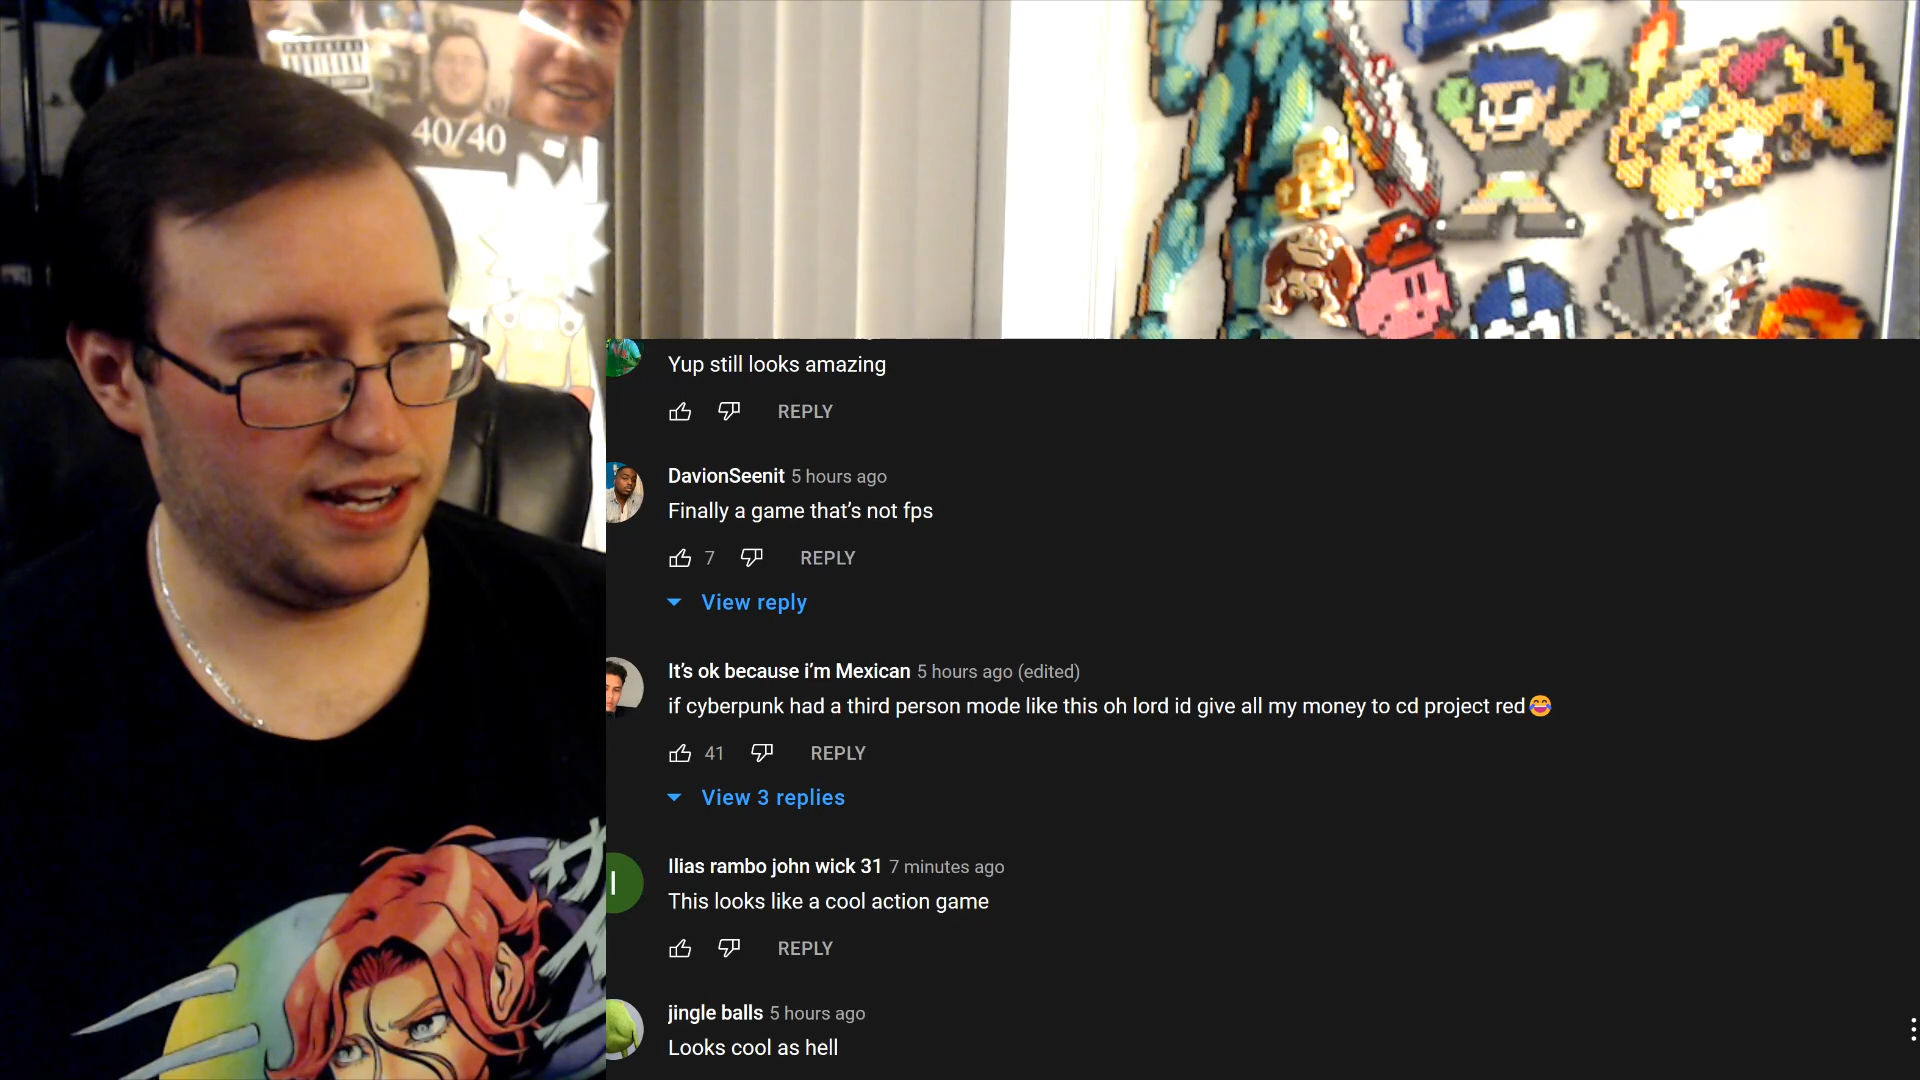 PARENTAL
ADVISORY
40/40
Yup still looks amazing
REPLY
DavionSeenit 5 hours ago
Finally a game that’s not fps
7 REPLY
View reply
It’s ok because i’m Mexican 5 hours ago (edited)
if cyberpunk had a third person mode like this oh lord id give all my money to cd project red😂
41 REPLY
View 3 replies
Ilias rambo john wick 31 7 minutes ago
This looks like a cool action game
REPLY
I
jingle balls 5 hours ago
Looks cool as hell